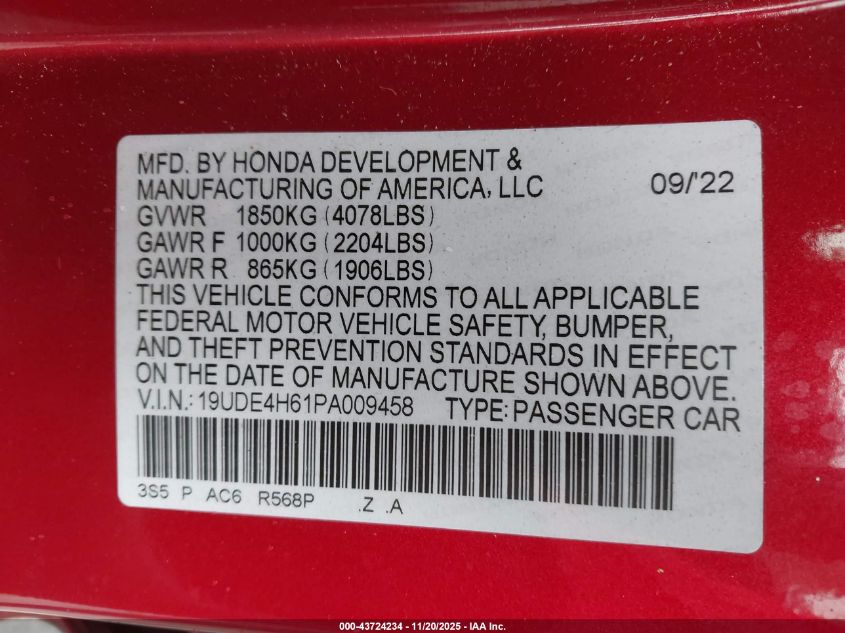 MFD. BY HONDA DEVELOPMENT &
MANUFACTURING OF AMERICA, LLC 09/'22
GVWR 1850KG (4078LBS)
GAWR F 1000KG (2204LBS)
GAWR R 865KG (1906LBS)
THIS VEHICLE CONFORMS TO ALL APPLICABLE
FEDERAL MOTOR VEHICLE SAFETY, BUMPER,
AND THEFT PREVENTION STANDARDS IN EFFECT
ON THE DATE OF MANUFACTURE SHOWN ABOVE.
V.I.N.: 19UDE4H61PA009458 TYPE: PASSENGER CAR
3S5 P AC6 R568P .Z .A
000-43724234 — 11/20/2025 — IAA Inc.